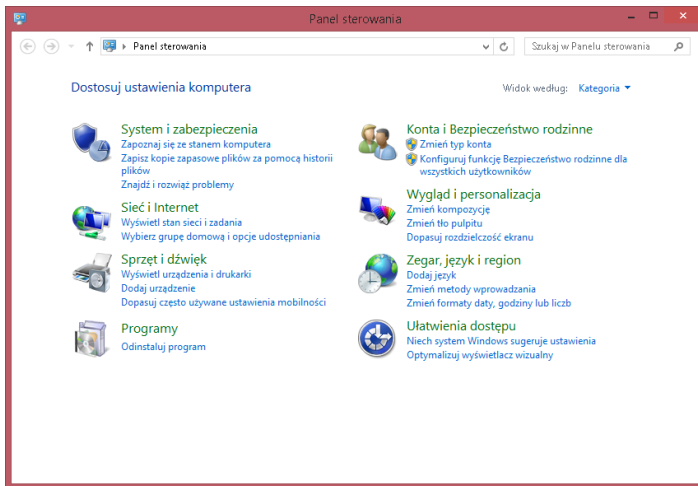 Panel sterowania
Panel sterowania
Szukaj w Panelu sterowania
Dostosuj ustawienia komputera
Widok według: Kategoria
System i zabezpieczenia
Zapoznaj się ze stanem komputera
Zapisz kopie zapasowe plików za pomocą historii
plików
Znajdź i rozwiąż problemy
Sieć i Internet
Wyświetl stan sieci i zadania
Wybierz grupę domową i opcje udostępniania
Sprzęt i dźwięk
Wyświetl urządzenia i drukarki
Dodaj urządzenie
Dopasuj często używane ustawienia mobilności
Programy
Odinstaluj program
Konta i Bezpieczeństwo rodzinne
Zmień typ konta
Konfiguruj funkcję Bezpieczeństwo rodzinne dla
wszystkich użytkowników
Wygląd i personalizacja
Zmień kompozycję
Zmień tło pulpitu
Dopasuj rozdzielczość ekranu
Zegar, język i region
Dodaj język
Zmień metody wprowadzania
Zmień formaty daty, godziny lub liczb
Ułatwienia dostępu
Niech system Windows sugeruje ustawienia
Optymalizuj wyświetlacz wizualny